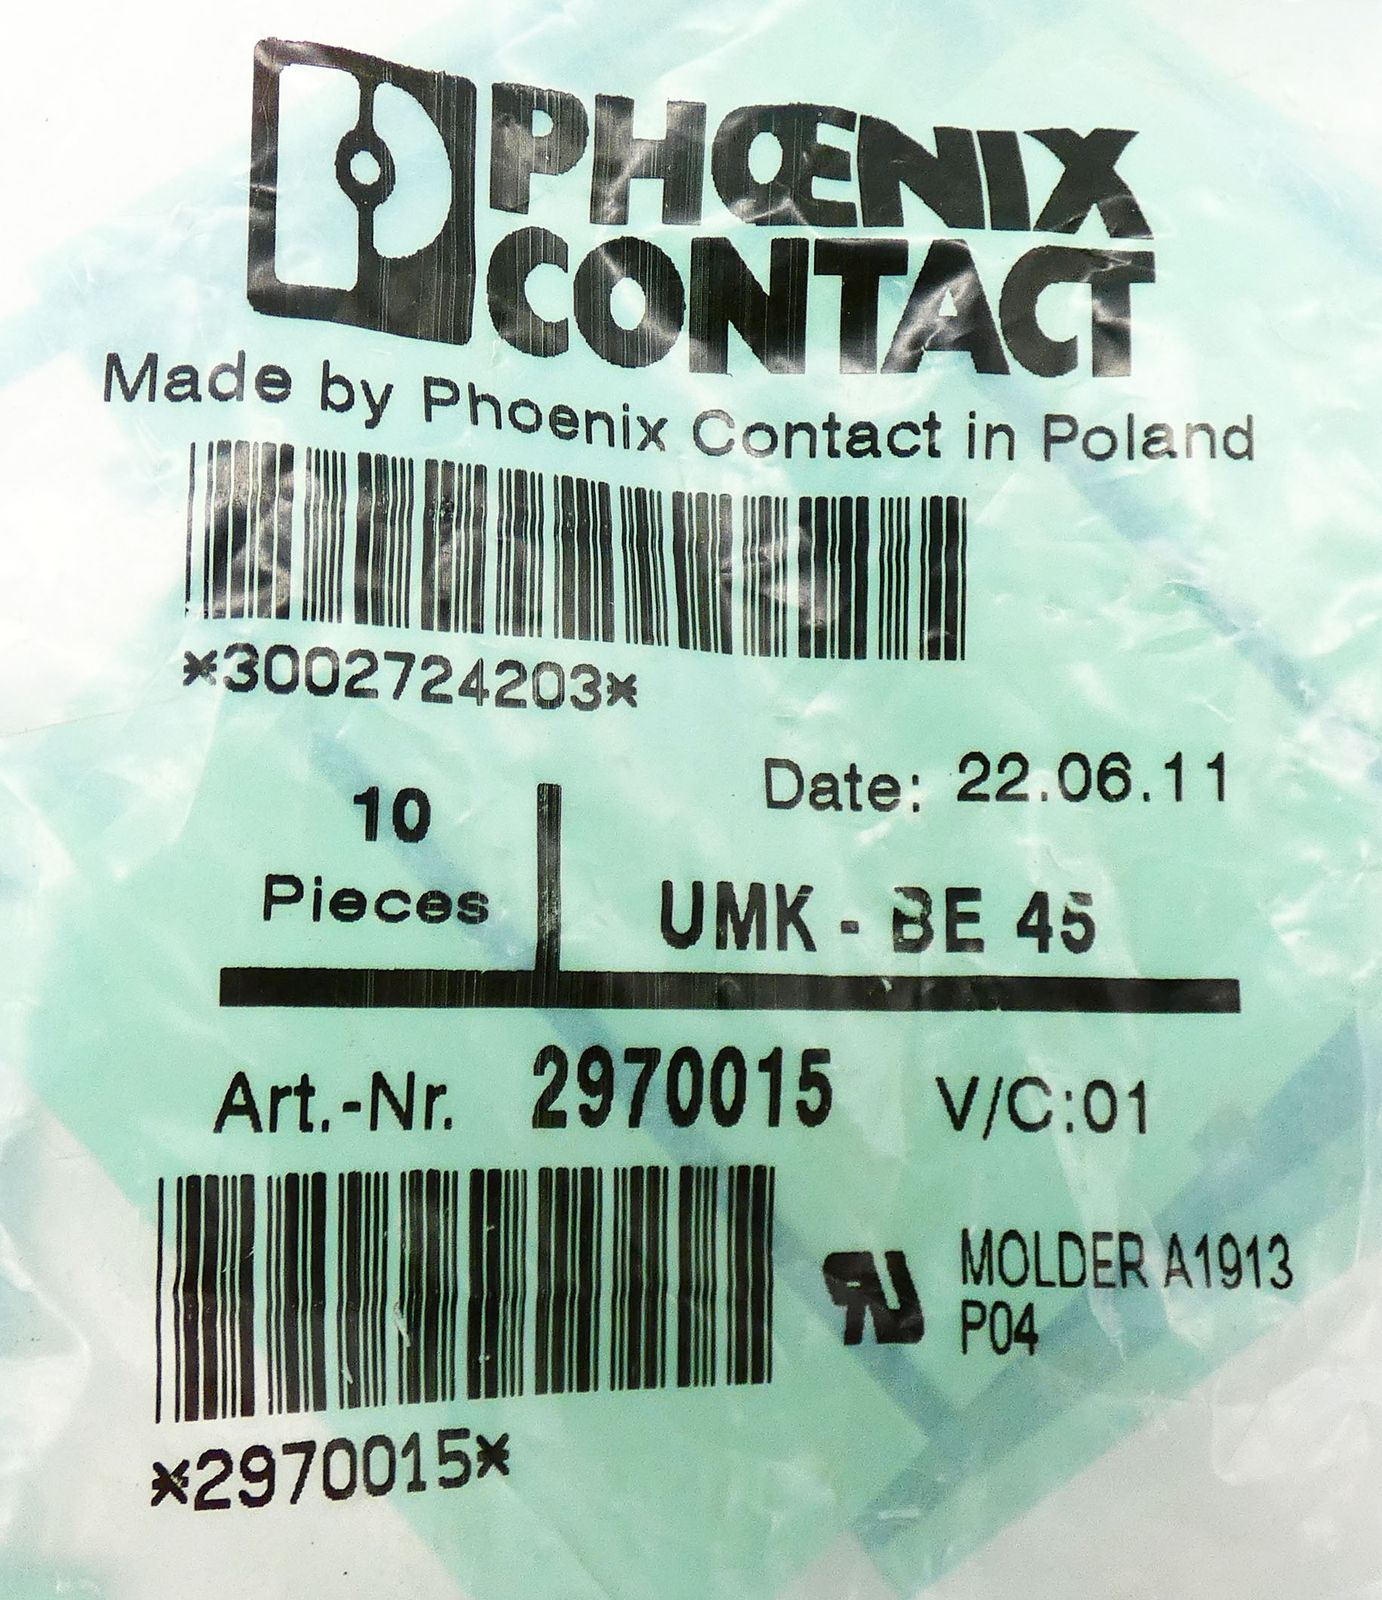 PHŒNIX
CONTACT
Made by Phoenix Contact in Poland
*3002724203*
Date: 22.06.11
10
Pieces
UMK - BE 45
Art.-Nr. 2970015 V/C:01
MOLDER A1913
P04
*2970015*